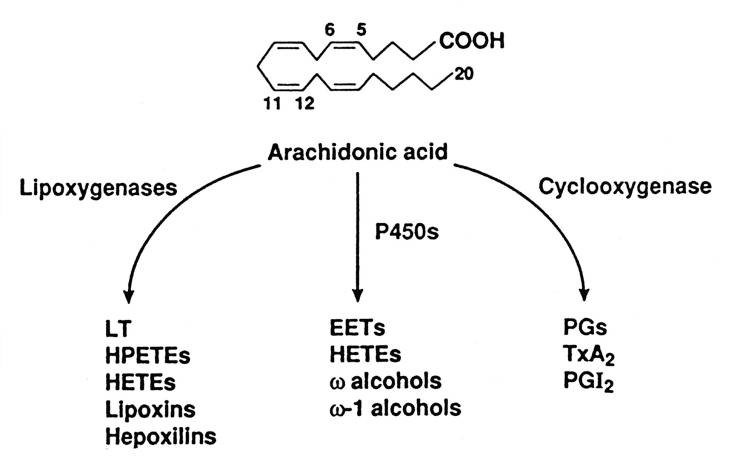 6 5
COOH
20
11 12
Arachidonic acid
Lipoxygenases
Cyclooxygenase
P450s
LT
HPETEs
HETEs
Lipoxins
Hepoxilins
EETs
HETEs
ω alcohols
ω-1 alcohols
PGs
TxA₂
PGI₂